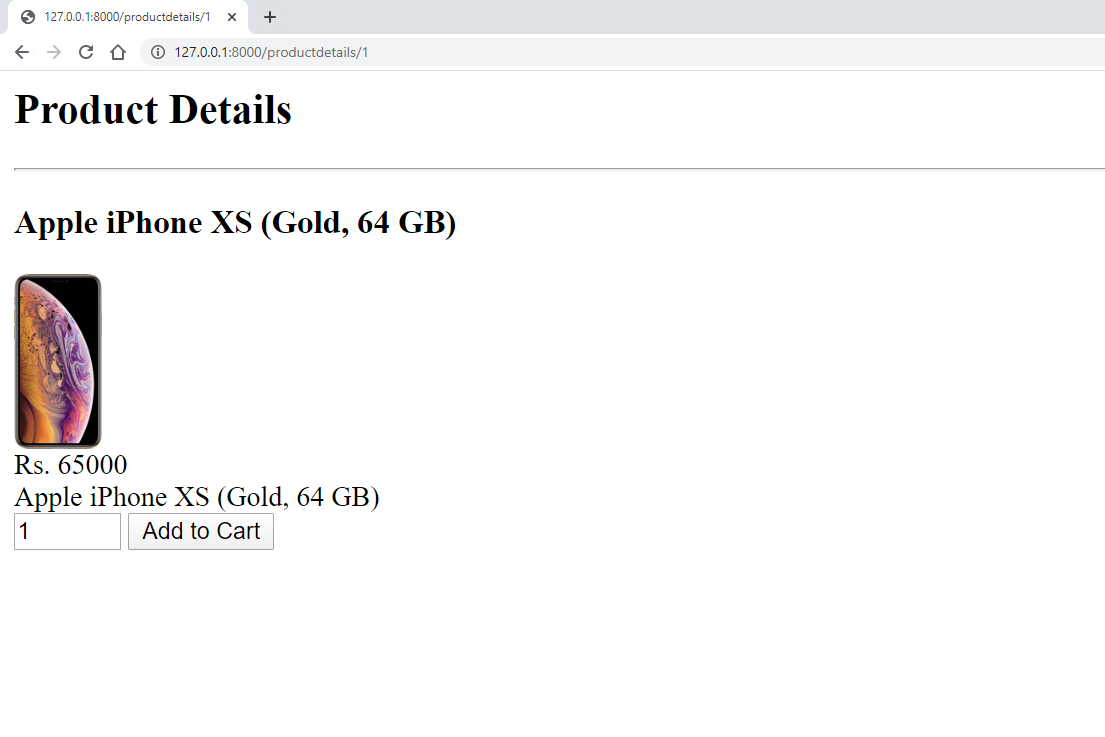 127.0.0.1:8000/productdetails/1
127.0.0.1:8000/productdetails/1
Product Details
Apple iPhone XS (Gold, 64 GB)
Rs. 65000
Apple iPhone XS (Gold, 64 GB)
1 Add to Cart